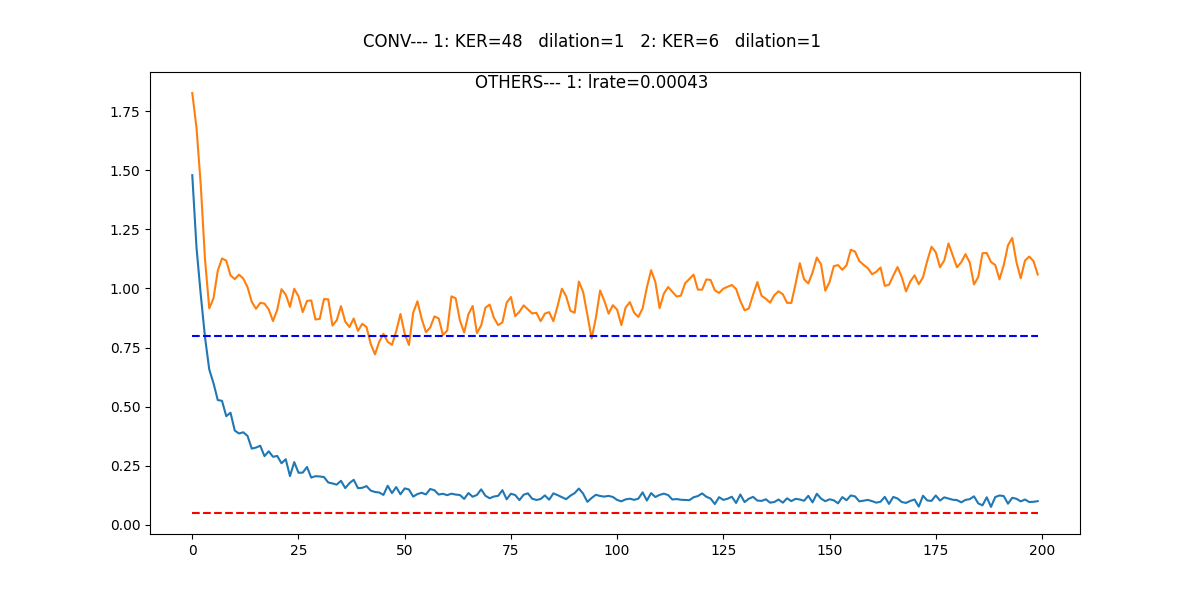 CONV--- 1: KER=48   dilation=1   2: KER=6   dilation=1
OTHERS--- 1: lrate=0.00043
1.75
1.50
1.25
1.00
0.75
0.50
0.25
0.00
0 25 50 75 100 125 150 175 200